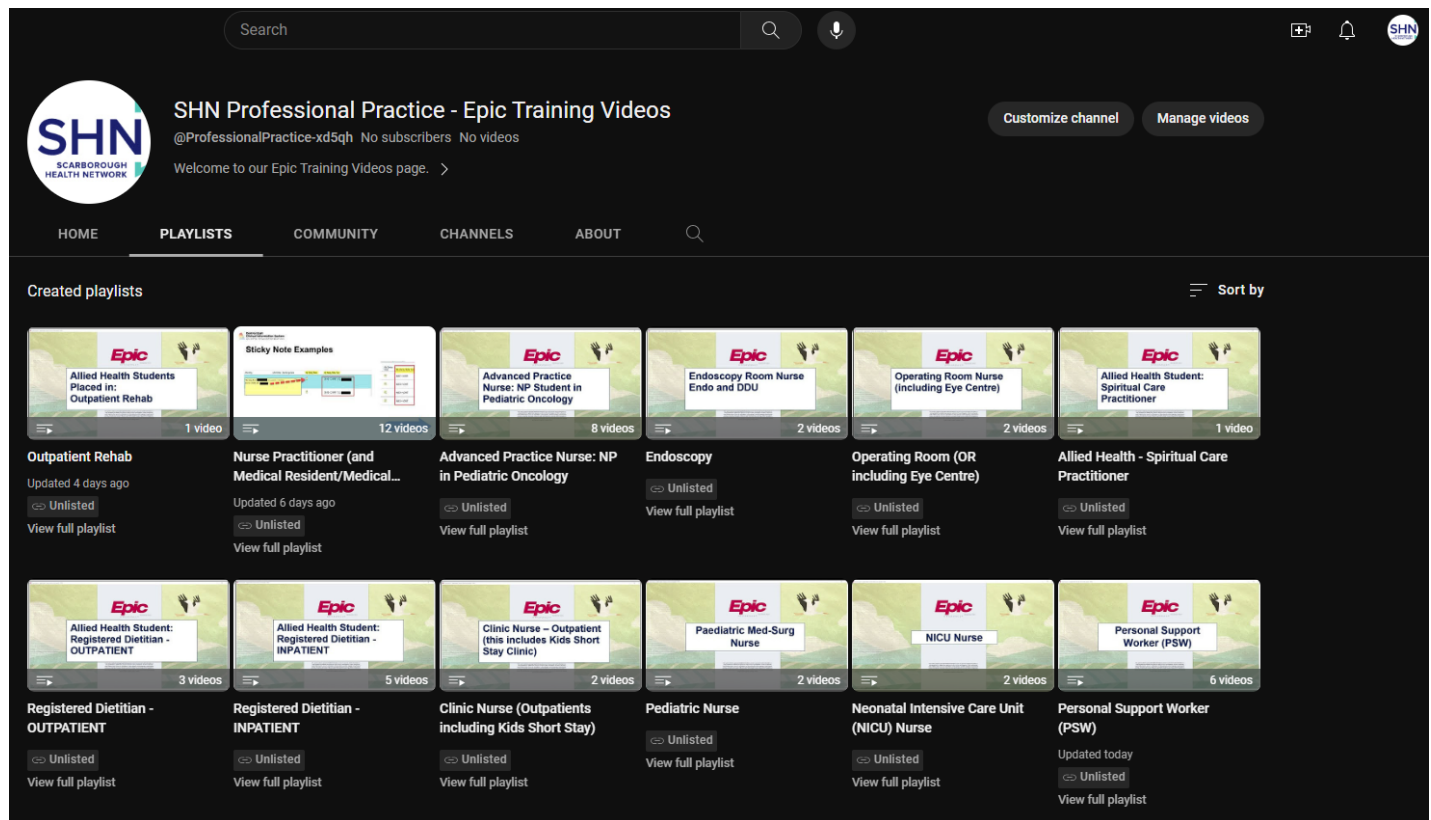 Search
SHN
SHN
SCARBOROUGH
HEALTH NETWORK
SHN Professional Practice - Epic Training Videos
@ProfessionalPractice-xd5qh No subscribers No videos
Welcome to our Epic Training Videos page.
Customize channel
Manage videos
HOME
PLAYLISTS
COMMUNITY
CHANNELS
ABOUT
Created playlists
Sort by
Epic
Allied Health Students
Placed in:
Outpatient Rehab
1 video
Outpatient Rehab
Updated 4 days ago
Unlisted
View full playlist
Sticky Note Examples
12 videos
Nurse Practitioner (and
Medical Resident/Medical...
Updated 6 days ago
Unlisted
View full playlist
Epic
Advanced Practice
Nurse: NP Student in
Pediatric Oncology
8 videos
Advanced Practice Nurse: NP
in Pediatric Oncology
Unlisted
View full playlist
Epic
Endoscopy Room Nurse
Endo and DDU
2 videos
Endoscopy
Unlisted
View full playlist
Epic
Operating Room Nurse
(including Eye Centre)
2 videos
Operating Room (OR
including Eye Centre)
Unlisted
View full playlist
Epic
Allied Health Student:
Spiritual Care
Practitioner
1 video
Allied Health - Spiritual Care
Practitioner
Unlisted
View full playlist
Epic
Allied Health Student:
Registered Dietitian -
OUTPATIENT
3 videos
Registered Dietitian -
OUTPATIENT
Unlisted
View full playlist
Epic
Allied Health Student:
Registered Dietitian -
INPATIENT
5 videos
Registered Dietitian -
INPATIENT
Unlisted
View full playlist
Epic
Clinic Nurse – Outpatient
(this includes Kids Short
Stay Clinic)
2 videos
Clinic Nurse (Outpatients
including Kids Short Stay)
Unlisted
View full playlist
Epic
Paediatric Med-Surg
Nurse
2 videos
Pediatric Nurse
Unlisted
View full playlist
Epic
NICU Nurse
2 videos
Neonatal Intensive Care Unit
(NICU) Nurse
Unlisted
View full playlist
Epic
Personal Support
Worker (PSW)
6 videos
Personal Support Worker
(PSW)
Updated today
Unlisted
View full playlist